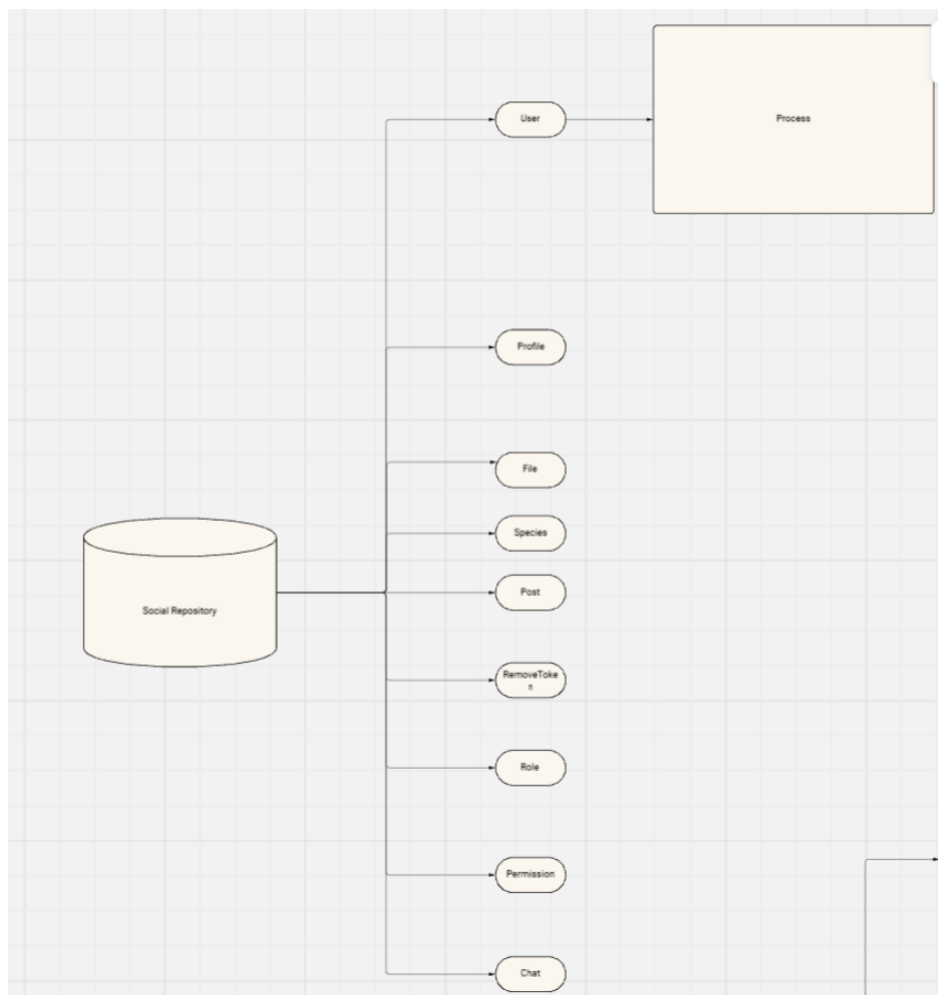 User
Process
Profile
File
Species
Post
Social Repository
RemoveToke
n
Role
Permission
Chat